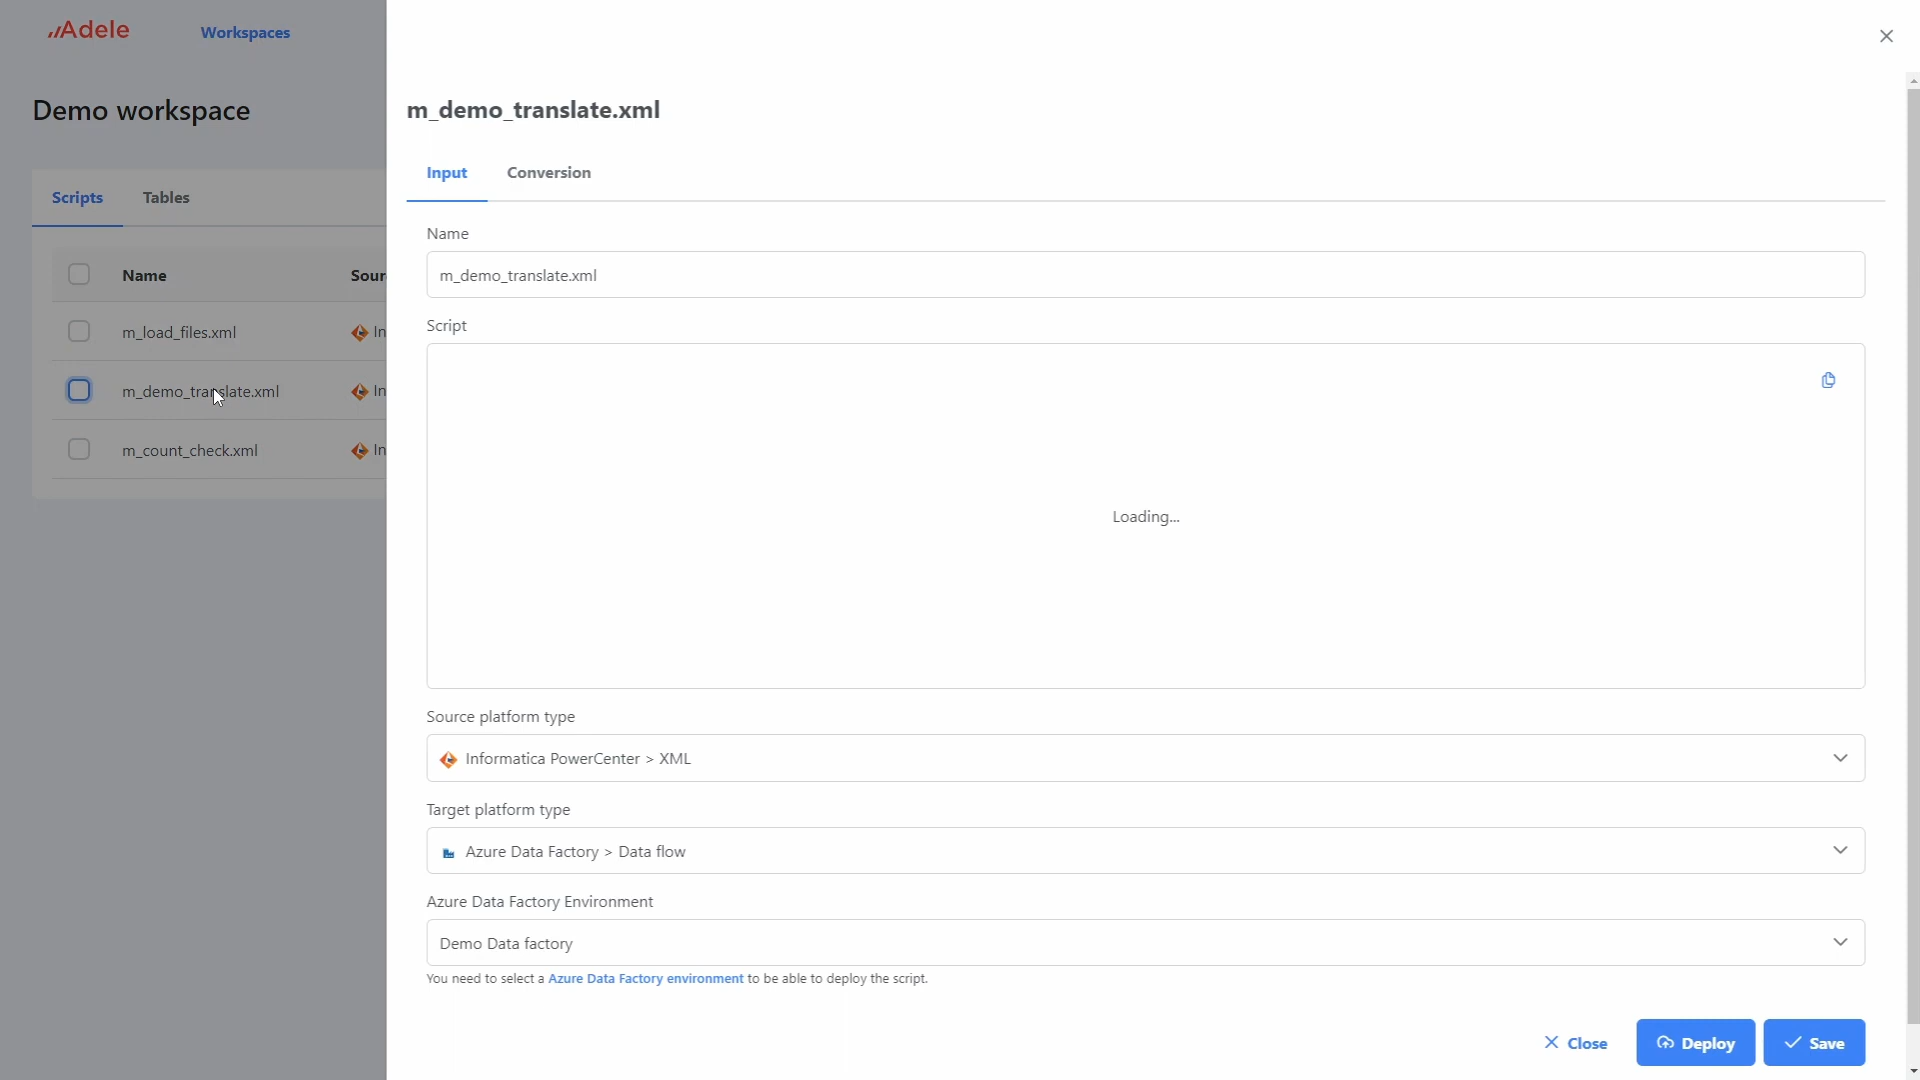 Adele
Workspaces
Demo workspace
Scripts
Tables
Name
Sour
m_load_files.xml
In
m_demo_translate.xml
In
m_count_check.xml
In
m_demo_translate.xml
Input
Conversion
Name
m_demo_translate.xml
Script
Loading...
Source platform type
Informatica PowerCenter > XML
Target platform type
Azure Data Factory > Data flow
Azure Data Factory Environment
Demo Data factory
You need to select a Azure Data Factory environment to be able to deploy the script.
Close
Deploy
Save